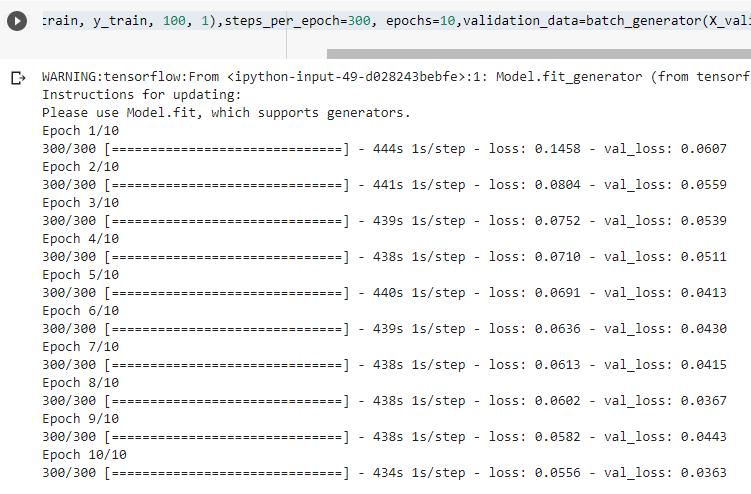 train, y_train, 100, 1),steps_per_epoch=300, epochs=10,validation_data=batch_generator(X_vali
WARNING:tensorflow:From <ipython-input-49-d028243bebfe>:1: Model.fit_generator (from tensorf
Instructions for updating:
Please use Model.fit, which supports generators.
Epoch 1/10
300/300 [==============================] - 444s 1s/step - loss: 0.1458 - val_loss: 0.0607
Epoch 2/10
300/300 [==============================] - 441s 1s/step - loss: 0.0804 - val_loss: 0.0559
Epoch 3/10
300/300 [==============================] - 439s 1s/step - loss: 0.0752 - val_loss: 0.0539
Epoch 4/10
300/300 [==============================] - 438s 1s/step - loss: 0.0710 - val_loss: 0.0511
Epoch 5/10
300/300 [==============================] - 440s 1s/step - loss: 0.0691 - val_loss: 0.0413
Epoch 6/10
300/300 [==============================] - 439s 1s/step - loss: 0.0636 - val_loss: 0.0430
Epoch 7/10
300/300 [==============================] - 438s 1s/step - loss: 0.0613 - val_loss: 0.0415
Epoch 8/10
300/300 [==============================] - 438s 1s/step - loss: 0.0602 - val_loss: 0.0367
Epoch 9/10
300/300 [==============================] - 438s 1s/step - loss: 0.0582 - val_loss: 0.0443
Epoch 10/10
300/300 [==============================] - 434s 1s/step - loss: 0.0556 - val_loss: 0.0363